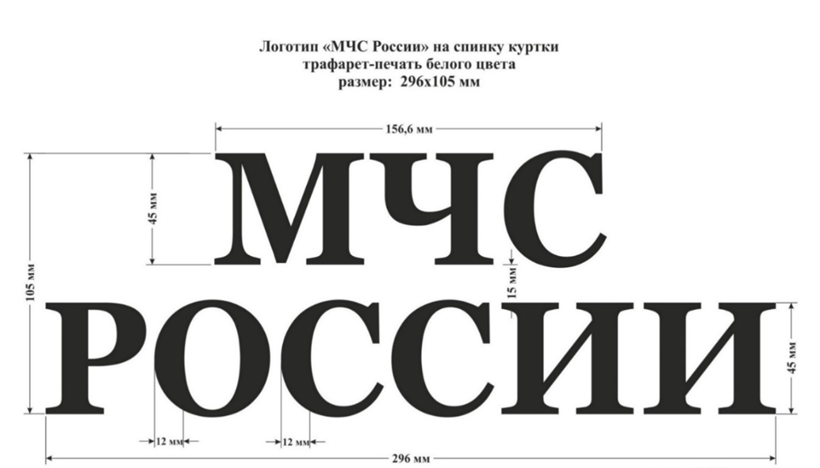 Логотип «МЧС России» на спинку куртки
трафарет-печать белого цвета
размер: 296х105 мм
156,6 мм
МЧС
45 мм
105 мм
15 мм
РОССИИ
45 мм
12 мм
12 мм
296 мм